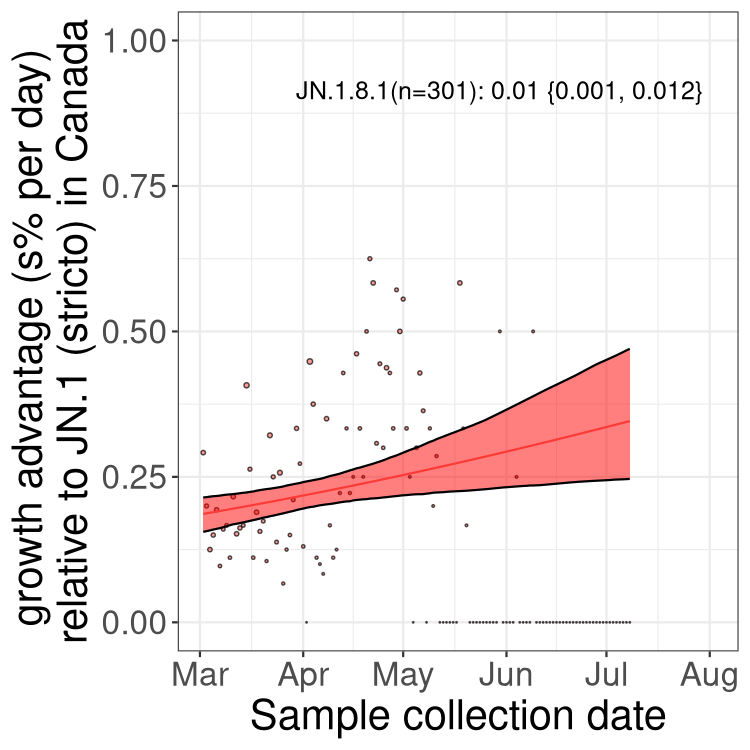 growth advantage (s% per day)
relative to JN.1 (stricto) in Canada
1.00
0.75
0.50
0.25
0.00
JN.1.8.1(n=301): 0.01 {0.001, 0.012}
Mar Apr May Jun Jul Aug
Sample collection date